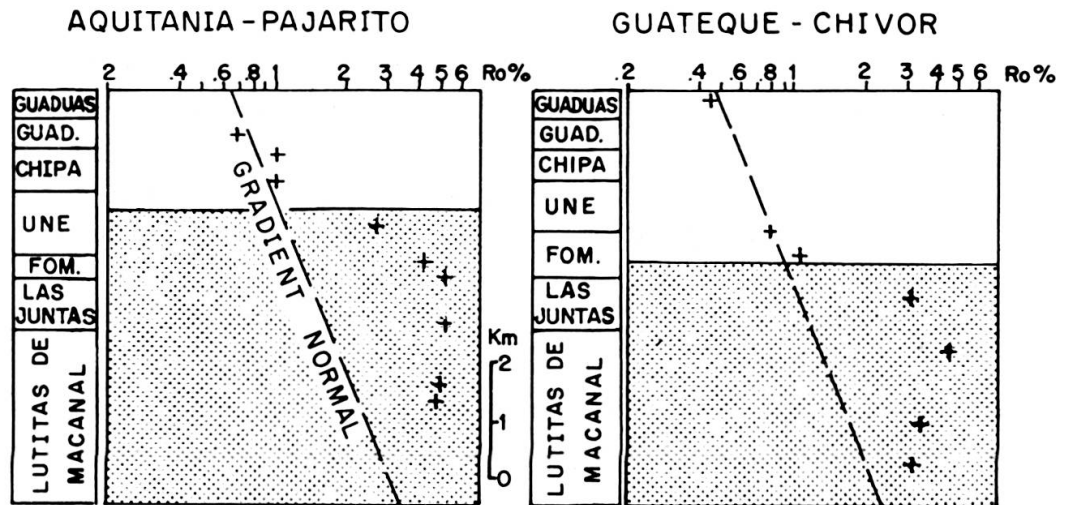 AQUITANIA - PAJARITO
2 .4 .6 .8 1 2 3 4 5 6 Ro%
GUADUAS
GUAD.
CHIPA
UNE
FOM.
LAS
JUNTAS
LUTITAS DE
MACANAL
GRADIENT NORMAL
Km
2
1
0
GUATEQUE - CHIVOR
.2 .4 .6 .8 1 2 3 4 5 6 Ro%
GUADUAS
GUAD.
CHIPA
UNE
FOM.
LAS
JUNTAS
LUTITAS DE
MACANAL